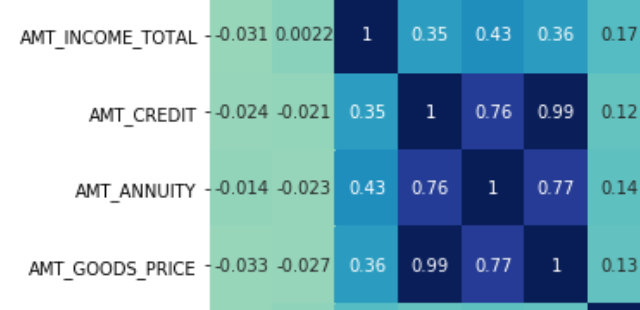 AMT_INCOME_TOTAL -0.031 0.0022 1 0.35 0.43 0.36 0.17
AMT_CREDIT -0.024 -0.021 0.35 1 0.76 0.99 0.12
AMT_ANNUITY -0.014 -0.023 0.43 0.76 1 0.77 0.14
AMT_GOODS_PRICE -0.033 -0.027 0.36 0.99 0.77 1 0.13